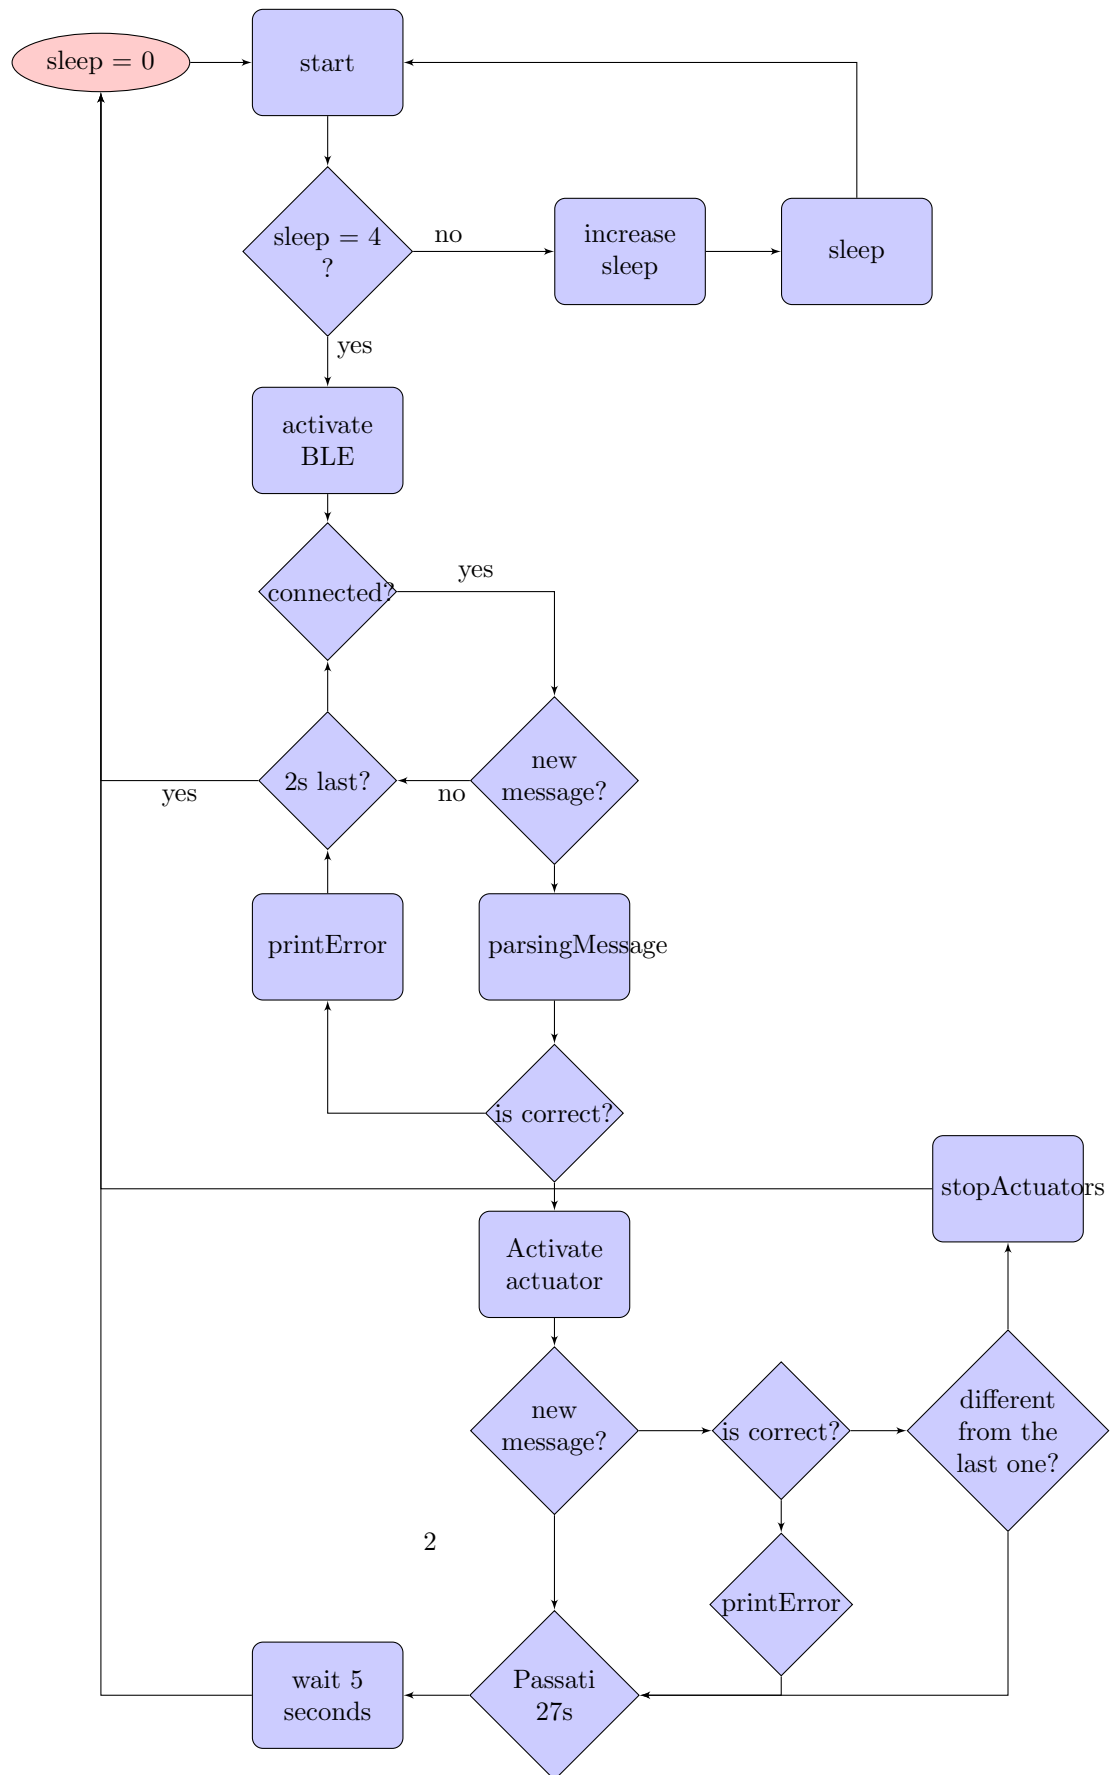 sleep = 0
start
sleep = 4
?
no
increase
sleep
sleep
yes
activate
BLE
connected?
yes
2s last?
yes
no
new
message?
printError
parsingMessage
is correct?
stopActuators
Activate
actuator
new
message?
is correct?
different
from the
last one?
2
printError
wait 5
seconds
Passati
27s